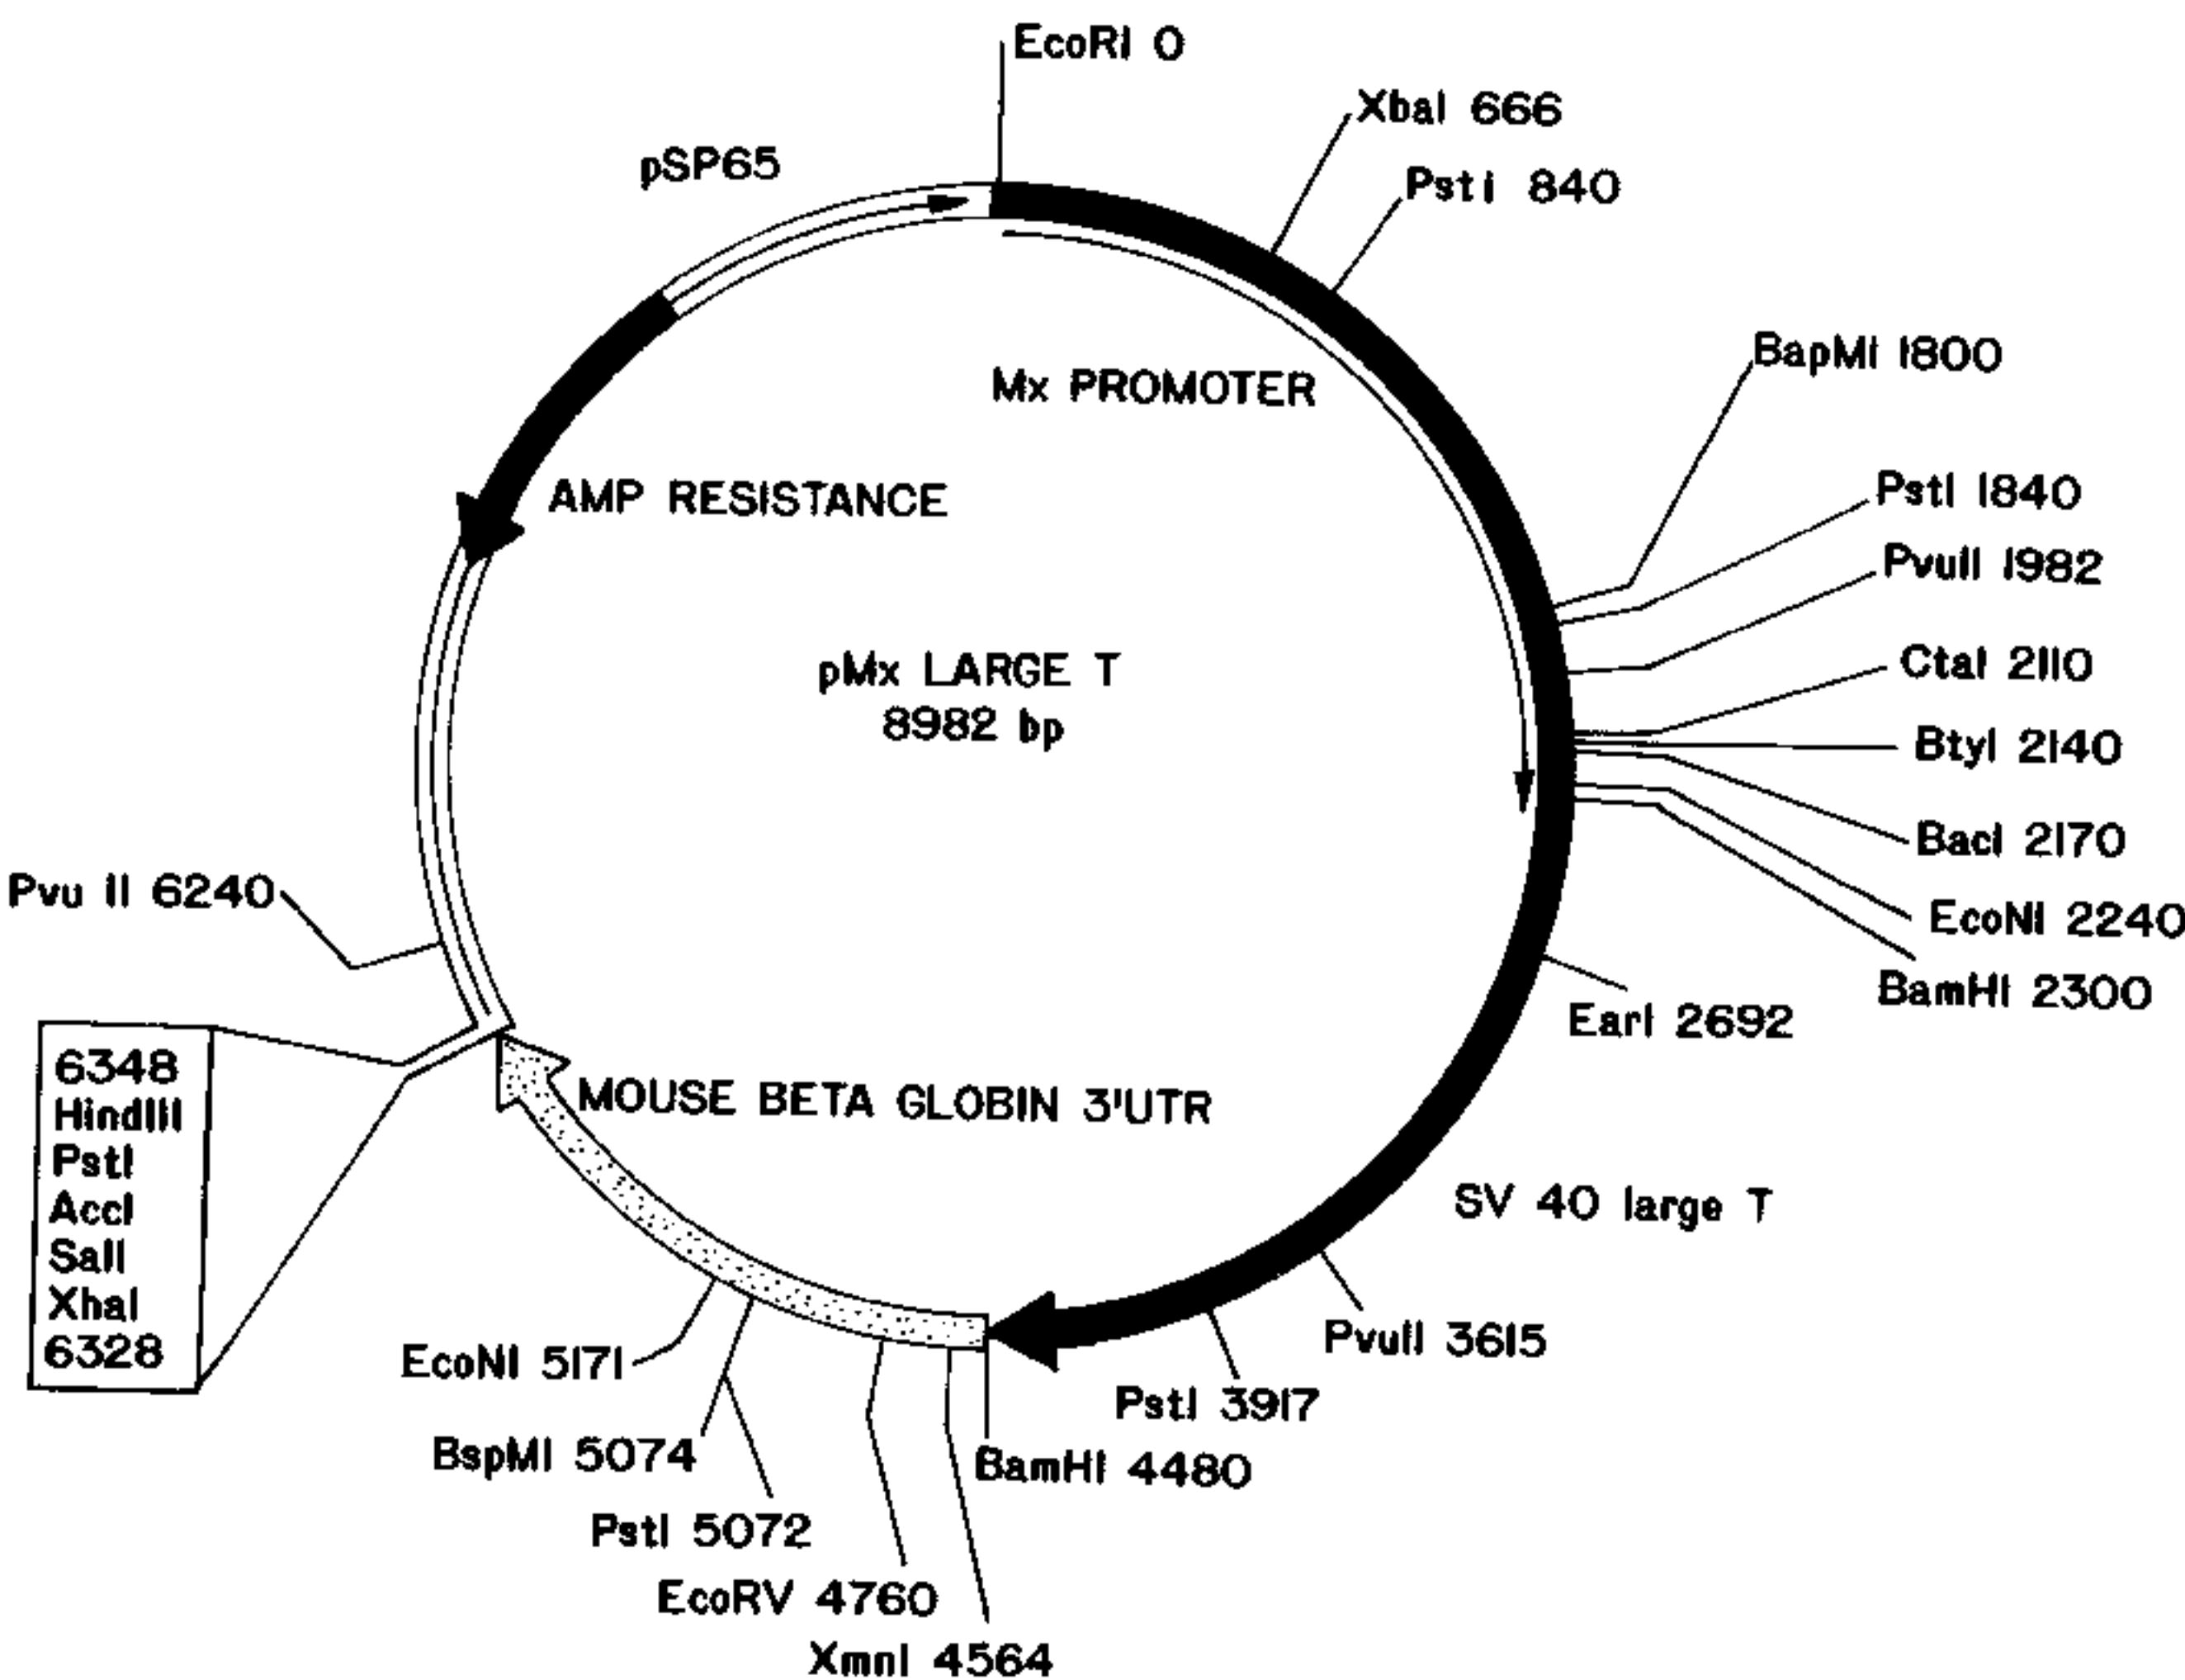 EcoRI 0
XbaI 666
PstI 840
pSP65
BapMI 1800
Mx PROMOTER
PstI 1840
AMP RESISTANCE
PvuII 1982
pMx LARGE T
8982 bp
CtaI 2110
BtyI 2140
BacI 2170
EcoNI 2240
BamHI 2300
EarI 2692
Pvu II 6240
6348
HindIII
PstI
AccI
SalI
XhaI
6328
MOUSE BETA GLOBIN 3'UTR
SV 40 large T
PvuII 3615
PstI 3917
BamHI 4480
EcoNI 5171
BspMI 5074
PstI 5072
EcoRV 4760
XmnI 4564